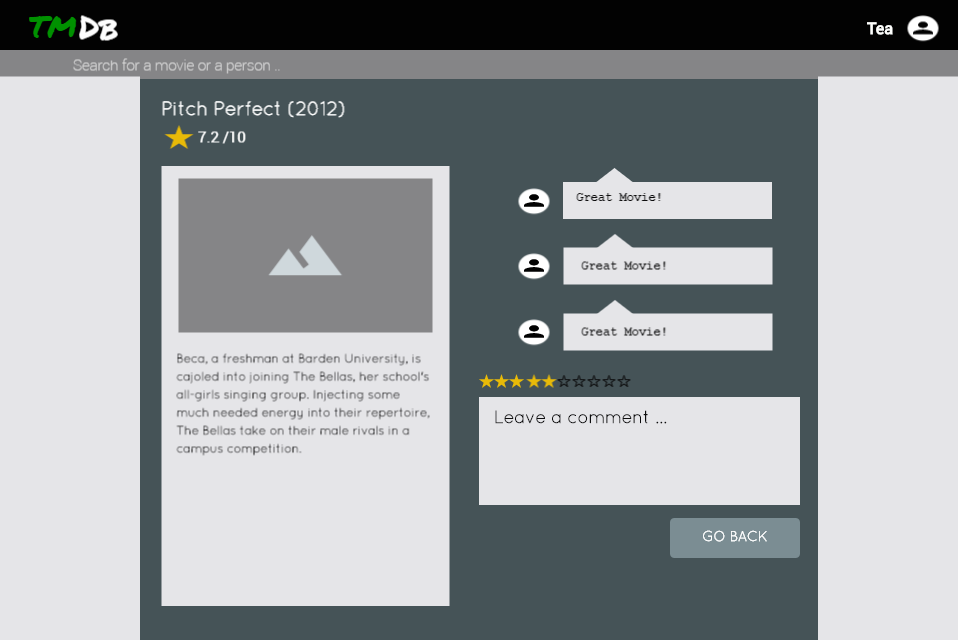 TMDB
Tea
Search for a movie or a person ..
Pitch Perfect (2012)
7.2 /10
Beca, a freshman at Barden University, is
cajoled into joining The Bellas, her school's
all-girls singing group. Injecting some
much needed energy into their repertoire,
The Bellas take on their male rivals in a
campus competition.
Great Movie!
Great Movie!
Great Movie!
Leave a comment ...
GO BACK